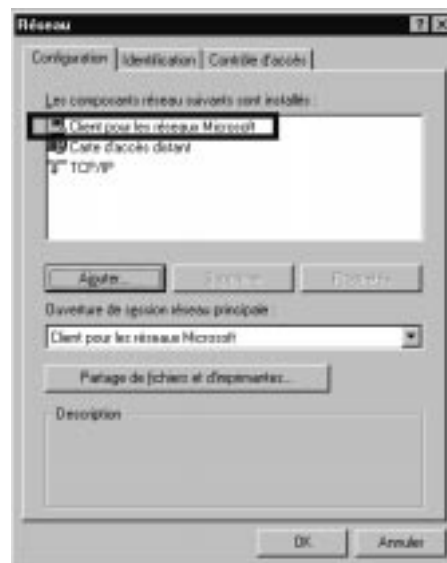 Réseau
Configuration
Identification
Contrôle d'accès
Les composants réseau suivants sont installés :
Client pour les réseaux Microsoft
Carte d'accès distant
TCP/IP
Ajouter...
Supprimer
Propriétés
Ouverture de session réseau principale :
Client pour les réseaux Microsoft
Partage de fichiers et d'imprimantes...
Description
OK
Annuler